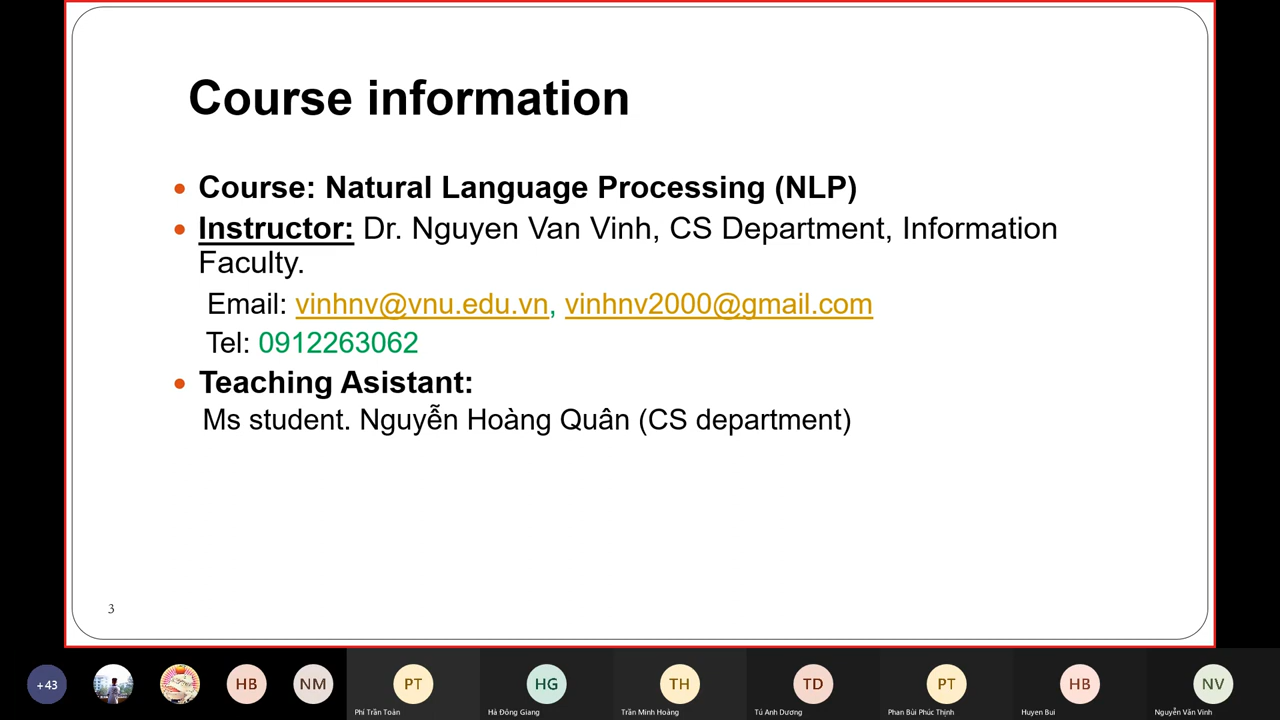 Course information
Course: Natural Language Processing (NLP)
Instructor: Dr. Nguyen Van Vinh, CS Department, Information
Faculty.
Email: vinhnv@vnu.edu.vn, vinhnv2000@gmail.com
Tel: 0912263062
Teaching Asistant:
Ms student. Nguyễn Hoàng Quân (CS department)
3
+43
HB
NM
PT
HG
TH
TD
PT
HB
NV
Phí Trần Toàn
Hà Đông Giang
Trần Minh Hoàng
Tú Anh Dương
Phan Bùi Phúc Thịnh
Huyen Bui
Nguyễn Văn Vinh